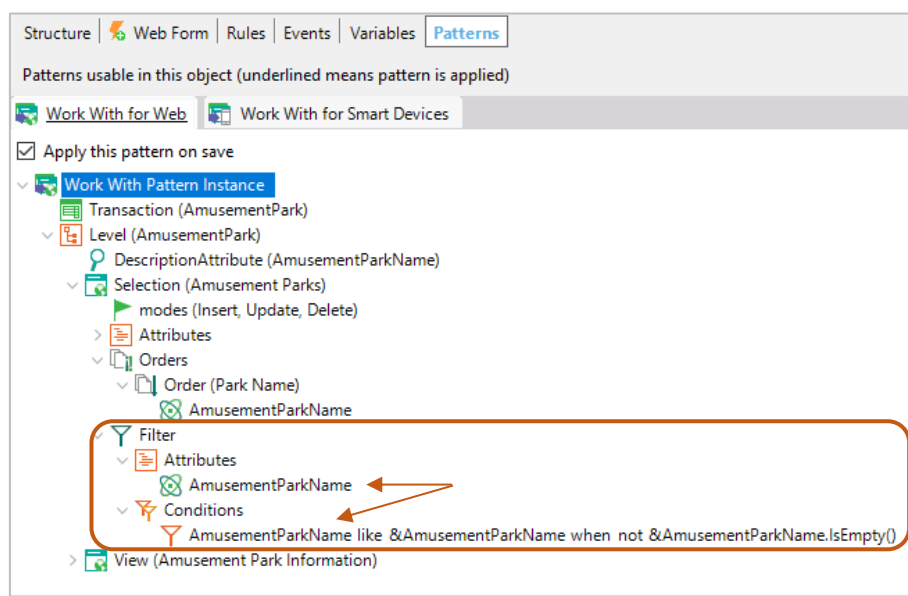 Structure Web Form Rules Events Variables Patterns
Patterns usable in this object (underlined means pattern is applied)
Work With for Web Work With for Smart Devices
Apply this pattern on save
Work With Pattern Instance
Transaction (AmusementPark)
Level (AmusementPark)
DescriptionAttribute (AmusementParkName)
Selection (Amusement Parks)
modes (Insert, Update, Delete)
Attributes
Orders
Order (Park Name)
AmusementParkName
Filter
Attributes
AmusementParkName
Conditions
AmusementParkName like &AmusementParkName when not &AmusementParkName.IsEmpty()
View (Amusement Park Information)